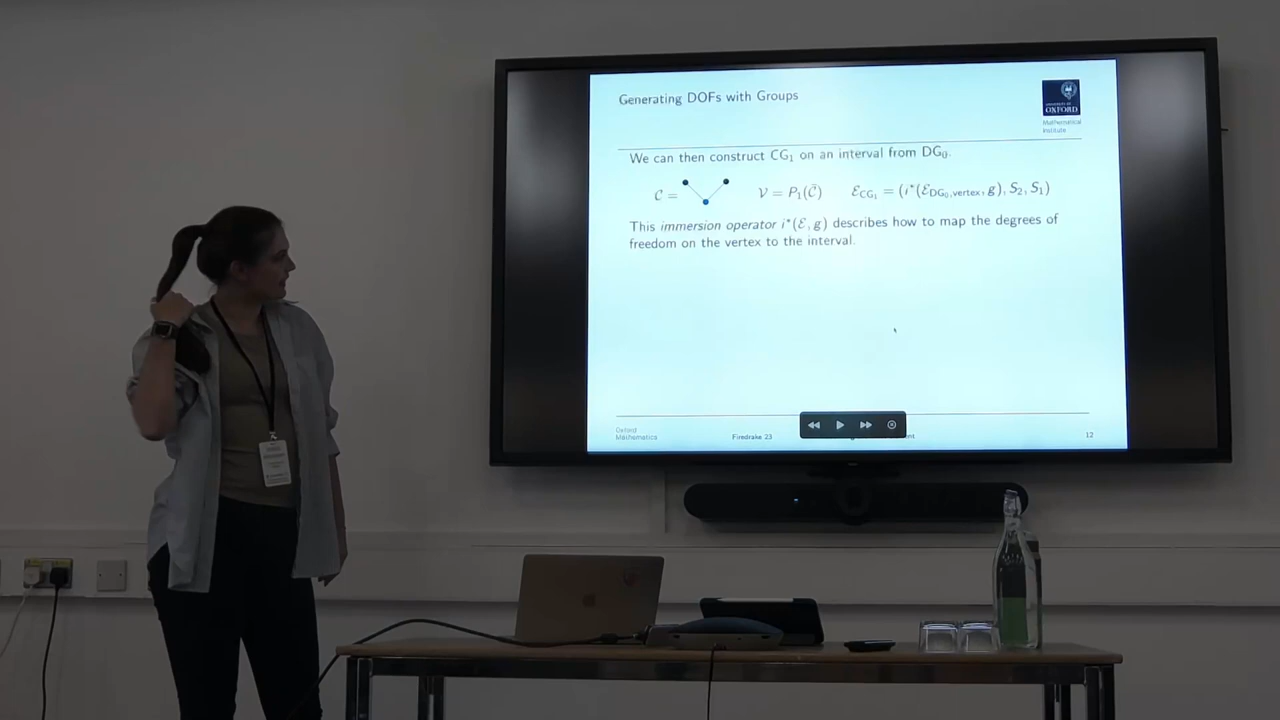 Generating DOFs with Groups
UNIVERSITY OF
OXFORD
Mathematical
Institute
We can then construct CG₁ on an interval from DG₀.
𝒞 = 𝒱 = P₁(𝒞̄) ℰ_CG₁ = (i*(ℰ_DG₀,vertex, g), S₂, S₁)
This immersion operator i*(ℰ, g) describes how to map the degrees of
freedom on the vertex to the interval.
Oxford
Mathematics
Firedrake 23
12